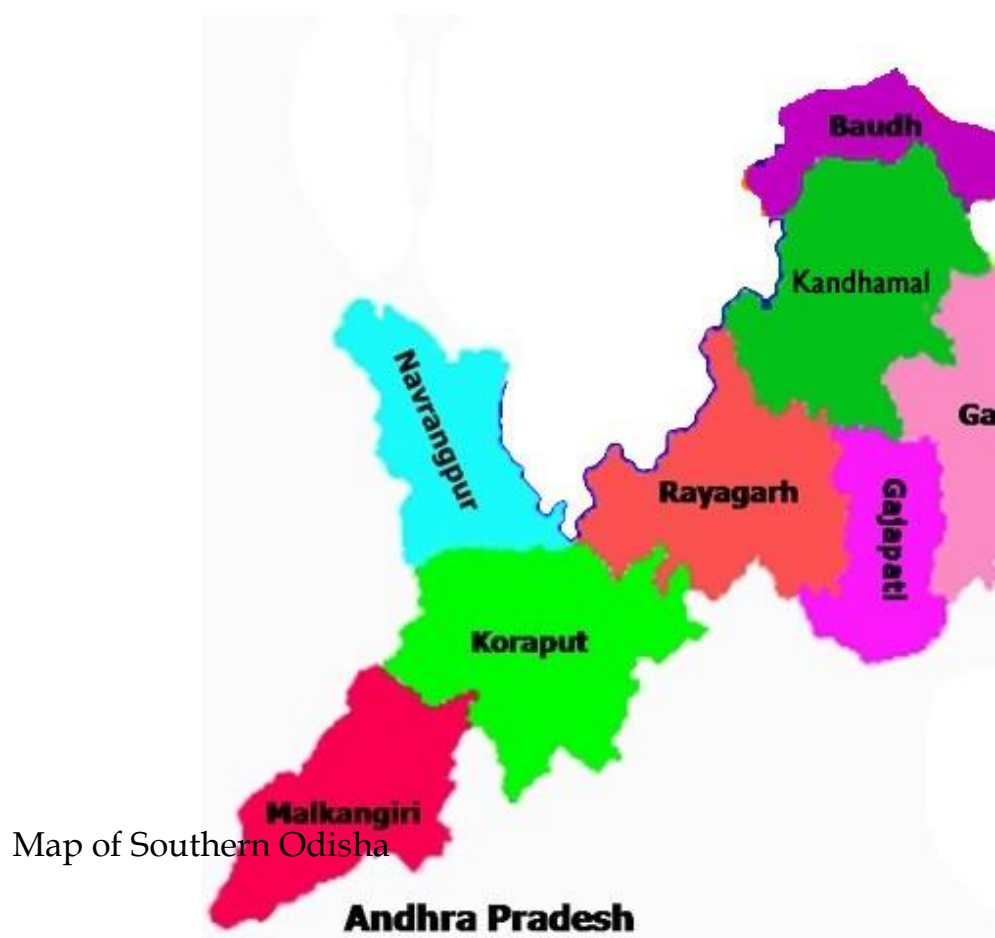 Baudh
Kandhamal
Navrangpur
Ga
Rayagarh
Gajapati
Koraput
Malkangiri
Map of Southern Odisha
Andhra Pradesh